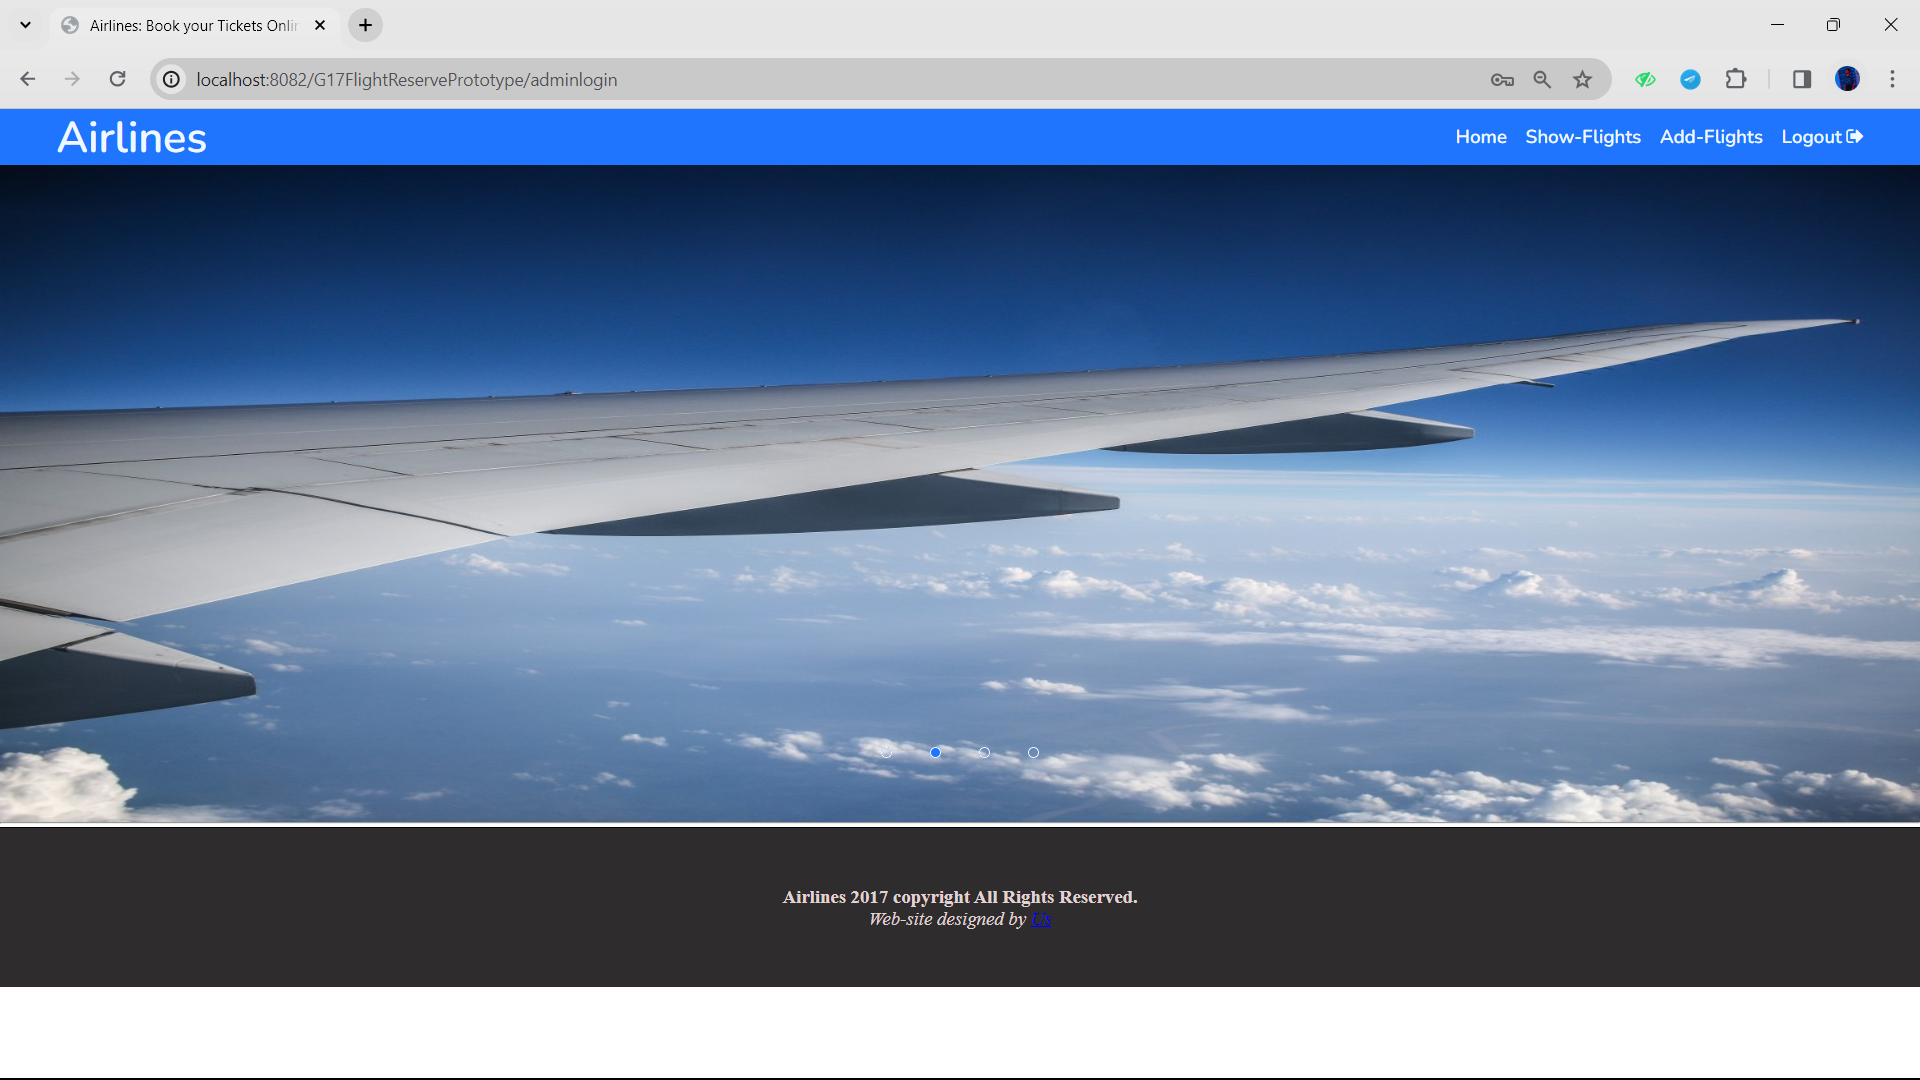 Airlines: Book your Tickets Onlin
localhost:8082/G17FlightReservePrototype/adminlogin
Airlines
Home Show-Flights Add-Flights Logout
Airlines 2017 copyright All Rights Reserved.
Web-site designed by Us